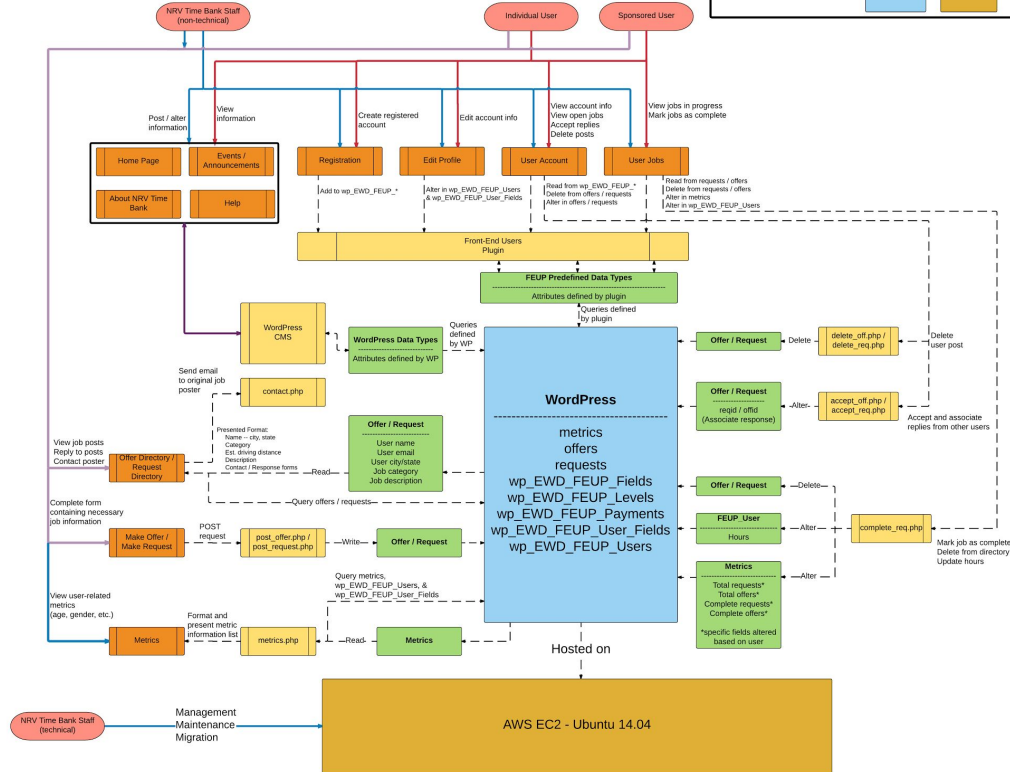 NRV Time Bank Staff
(non-technical)
Individual User
Sponsored User
Post / alter
information
View
information
Create registered
account
Edit account info
View account info
View open jobs
Accept replies
Delete posts
View jobs in progress
Mark jobs as complete
Home Page
Events /
Announcements
About NRV Time
Bank
Help
Registration
Edit Profile
User Account
User Jobs
Add to wp_EWD_FEUP_*
Alter in wp_EWD_FEUP_Users
& wp_EWD_FEUP_User_Fields
Read from wp_EWD_FEUP_*
Delete from offers / requests
Alter in offers / requests
Read from requests / offers
Delete from requests / offers
Alter in metrics
Alter in wp_EWD_FEUP_Users
Front-End Users
Plugin
FEUP Predefined Data Types
Attributes defined by plugin
Queries defined
by plugin
WordPress
CMS
WordPress Data Types
Attributes defined by WP
Queries
defined
by WP
Send email
to original job
poster
contact.php
Presented Format:
Name -- city, state
Category
Est. driving distance
Description
Contact / Response forms
View job posts
Reply to posts
Contact poster
Offer Directory /
Request
Directory
Read
Offer / Request
User name
User email
User city/state
Job category
Job description
Query offers / requests
Complete form
containing necessary
job information
Make Offer /
Make Request
POST
request
post_offer.php /
post_request.php
Write
Offer / Request
View user-related
metrics
(age, gender, etc.)
Metrics
Format and
present metric
information list
metrics.php
Query metrics,
wp_EWD_FEUP_Users, &
wp_EWD_FEUP_User_Fields
Read
Metrics
WordPress
metrics
offers
requests
wp_EWD_FEUP_Fields
wp_EWD_FEUP_Levels
wp_EWD_FEUP_Payments
wp_EWD_FEUP_User_Fields
wp_EWD_FEUP_Users
Offer / Request
Delete
delete_off.php /
delete_req.php
Delete
user post
Offer / Request
reqid / offid
(Associate response)
Alter
accept_off.php /
accept_req.php
Accept and associate
replies from other users
Offer / Request
Delete
FEUP_User
Hours
Alter
complete_req.php
Mark job as complete
Delete from directory
Update hours
Metrics
Total requests*
Total offers*
Complete requests*
Complete offers*
*specific fields altered
based on user
Alter
Hosted on
AWS EC2 - Ubuntu 14.04
NRV Time Bank Staff
(technical)
Management
Maintenance
Migration